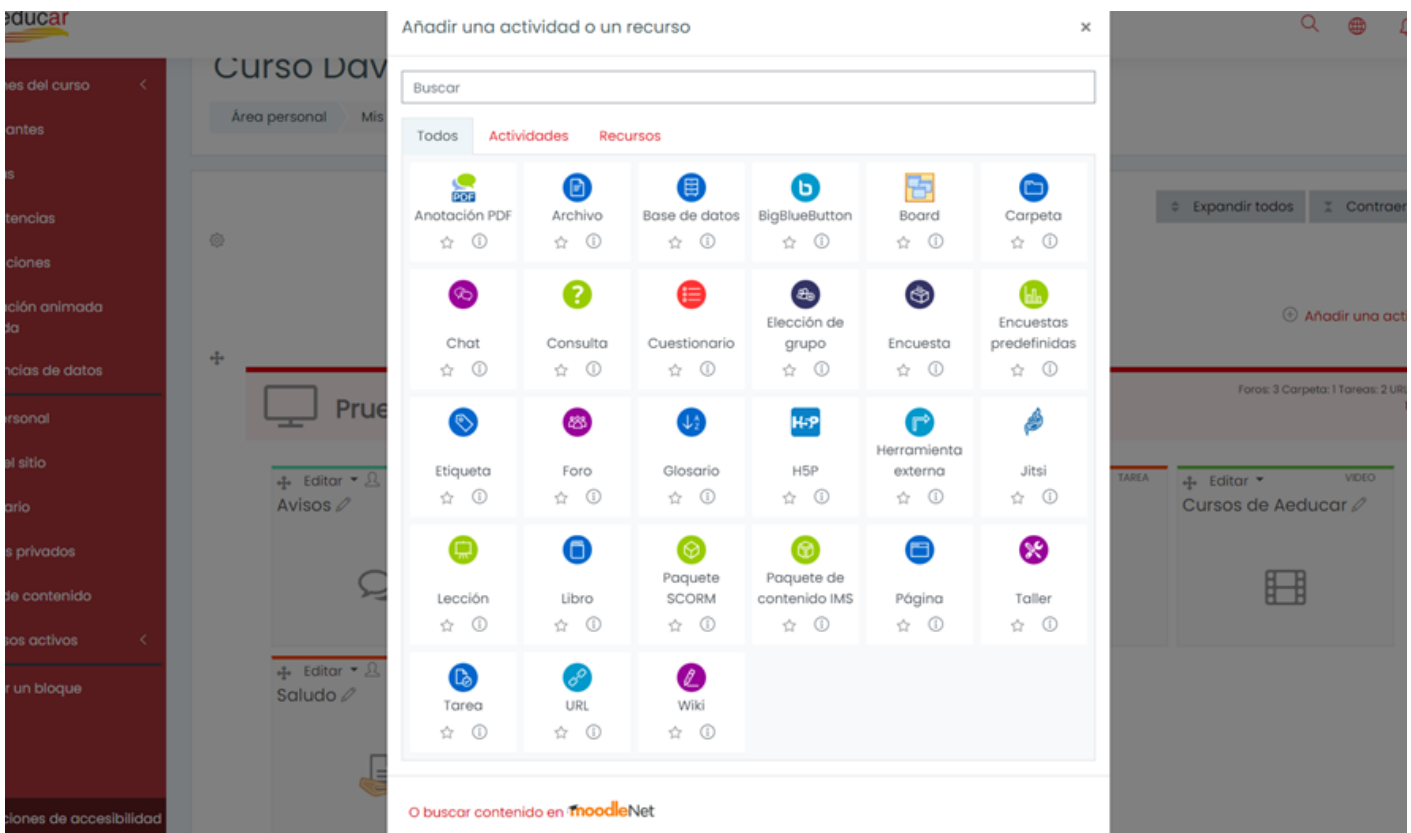 educar
Añadir una actividad o un recurso
×
Curso Dav
Buscar
es del curso
Área personal Mis
antes
Todos Actividades Recursos
as
PDF
Anotación PDF Archivo Base de datos BigBlueButton Board Carpeta
tencias
Expandir todos Contraer
ciones
ción animada
da
Elección de
grupo
Encuestas
predefinidas
Chat Consulta Cuestionario Encuesta
Añadir una acti
ncias de datos
Foros: 3 Carpeta: 1 Tareas: 2 URL
Prue
rsonal
H5P
Herramienta
externa
Etiqueta Foro Glosario H5P Jitsi
el sitio
Editar
Avisos
TAREA
Editar VIDEO
Cursos de Aeducar
ario
s privados
Paquete
SCORM
Paquete de
contenido IMS
Lección Libro Página Taller
de contenido
sos activos
Editar
Saludo
r un bloque
Tarea URL Wiki
O buscar contenido en moodleNet
ciones de accesibilidad